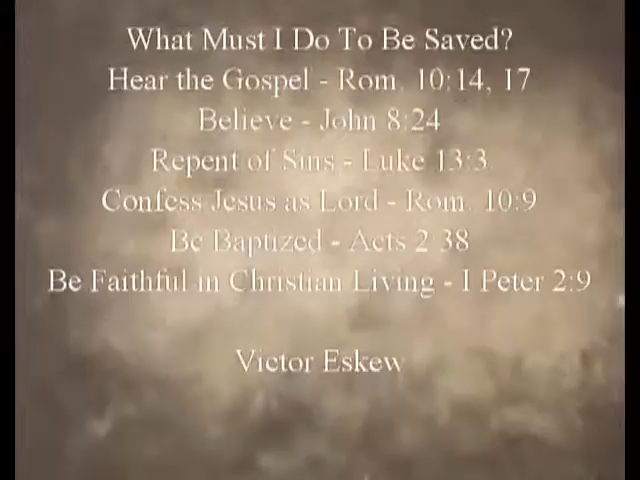 What Must I Do To Be Saved?
Hear the Gospel - Rom. 10:14, 17
Believe - John 8:24
Repent of Sins - Luke 13:3
Confess Jesus as Lord - Rom. 10:9
Be Baptized - Acts 2 38
Be Faithful in Christian Living - I Peter 2:9
Victor Eskew